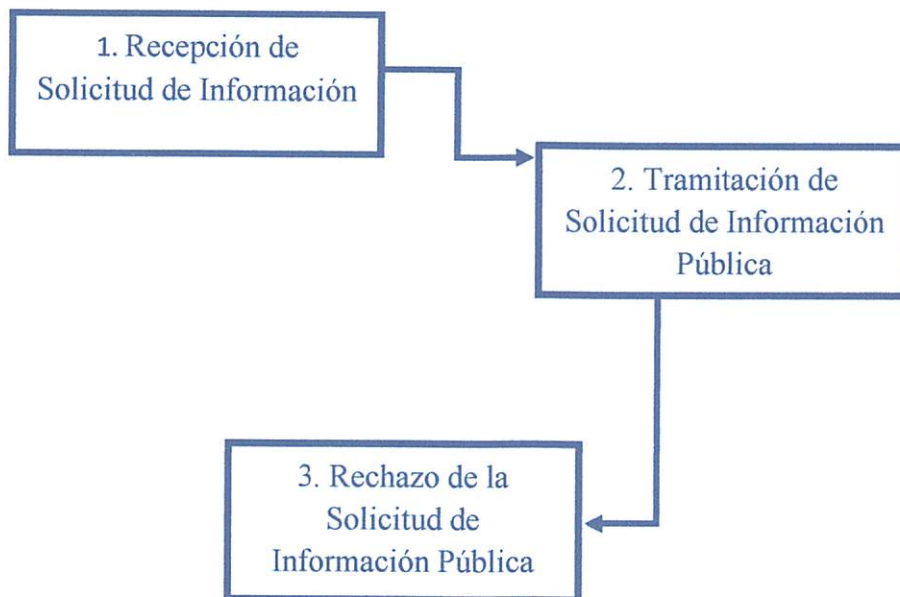 1. Recepción de
Solicitud de Información
2. Tramitación de
Solicitud de Información
Pública
3. Rechazo de la
Solicitud de
Información Pública